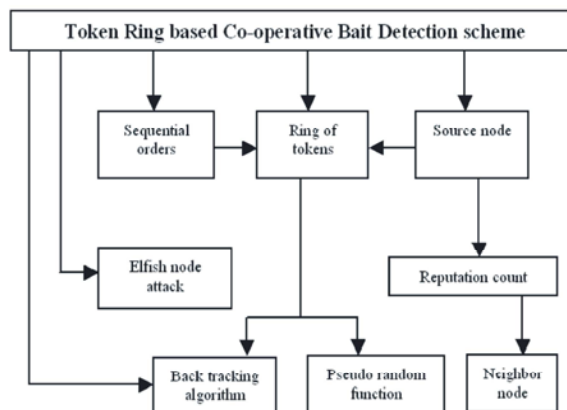 Token Ring based Co-operative Bait Detection scheme
Sequential
orders
Ring of
tokens
Source node
Elfish node
attack
Reputation count
Back tracking
algorithm
Pseudo random
function
Neighbor
node